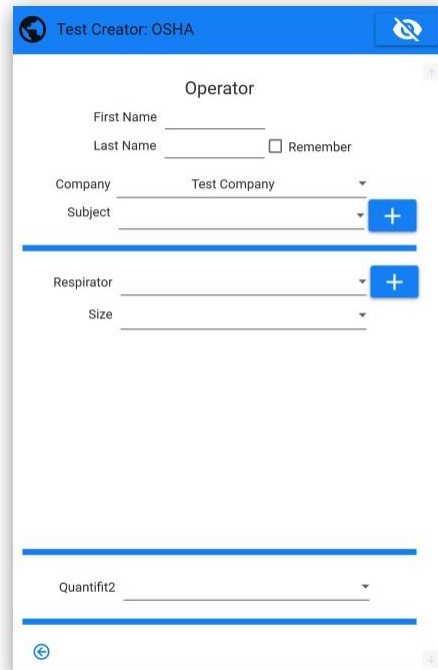 Test Creator: OSHA
Operator
First Name
Last Name
Remember
Company Test Company
Subject
Respirator
Size
Quantifit2